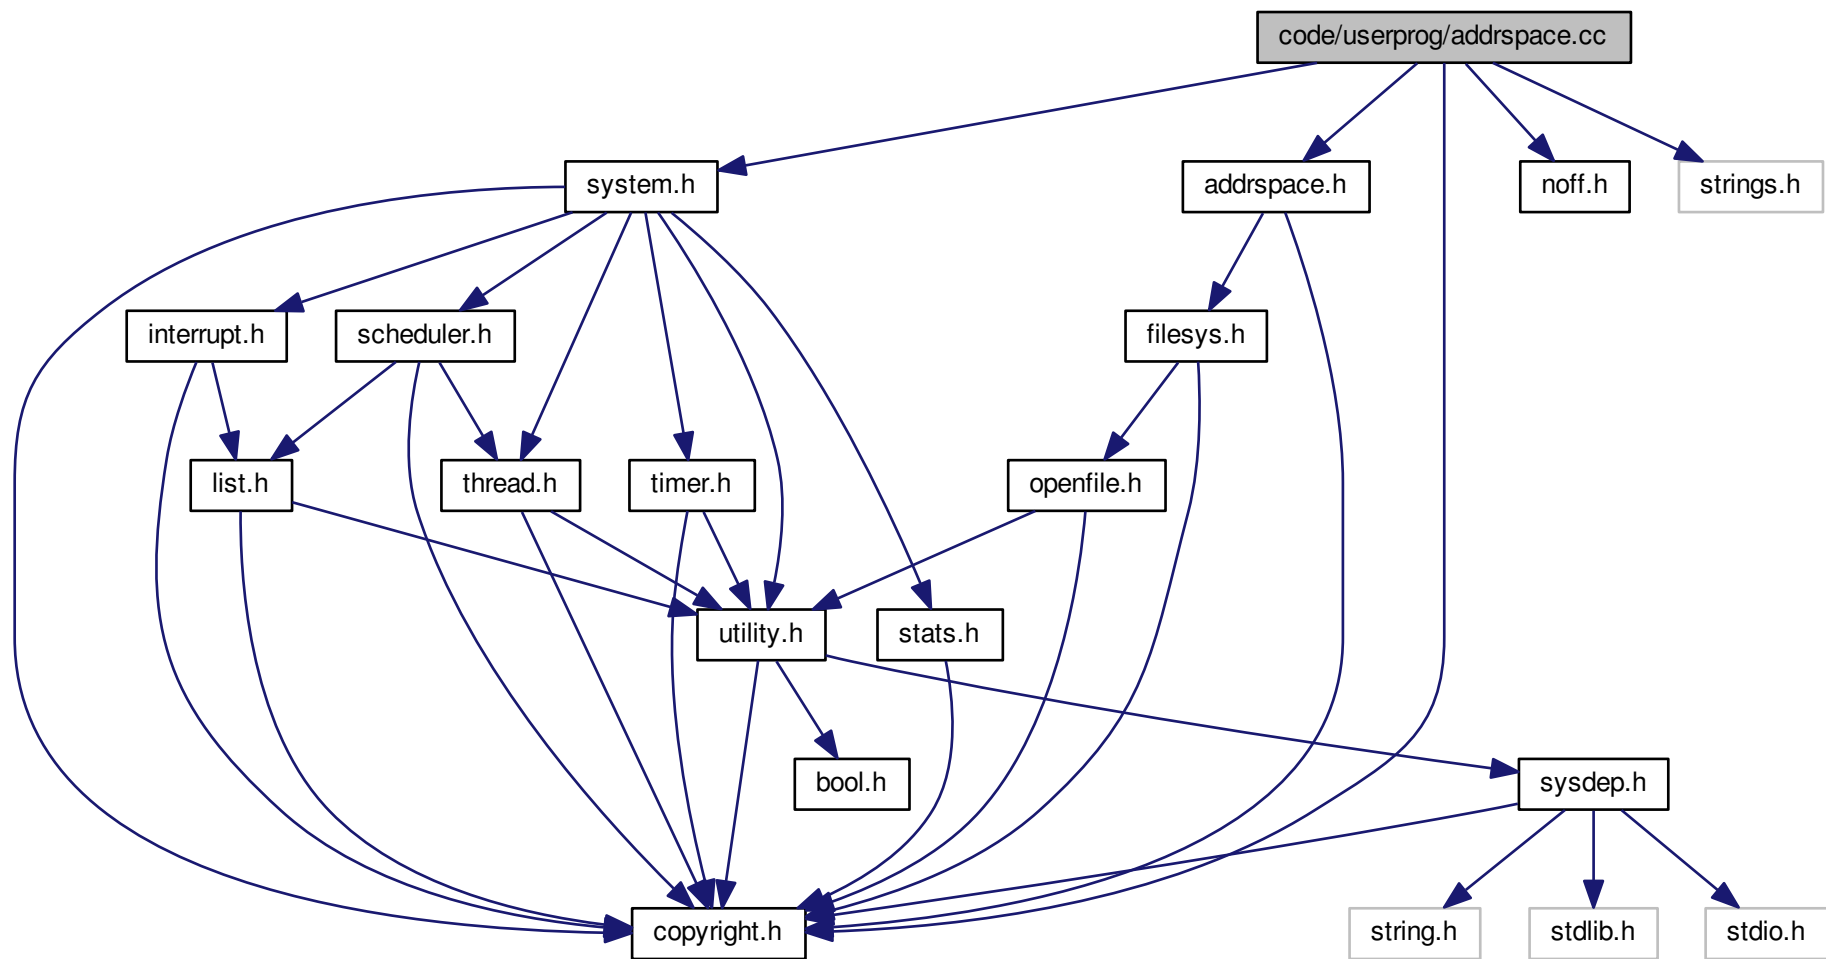 code/userprog/addrspace.cc
system.h
addrspace.h
noff.h
strings.h
interrupt.h
scheduler.h
filesys.h
list.h
thread.h
timer.h
openfile.h
utility.h
stats.h
bool.h
sysdep.h
copyright.h
string.h
stdlib.h
stdio.h